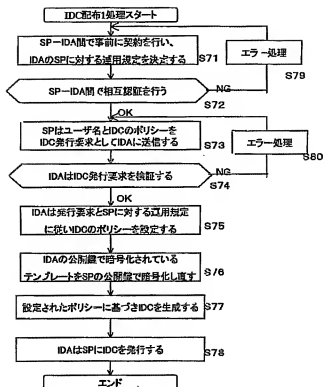 IDC配布1処理スタート
SP－IDA間で事前に契約を行い、
IDAのSPに対する運用規定を決定する
S71
エラー処理
S79
SP－IDA間で相互認証を行う
NG
S72
OK
SPはユーザ名とIDCのポリシーを
IDC発行要求としてIDAに送信する
S73
エラー処理
S80
IDAはIDC発行要求を検証する
NG
S74
OK
IDAは発行要求とSPに対する運用規定
に従いIDCのポリシーを設定する
S75
IDAの公開鍵で暗号化されている
テンプレートをSPの公開鍵で暗号化し直す
S76
設定されたポリシーに基づきIDCを生成する
S77
IDAはSPにIDCを発行する
S78
エンド